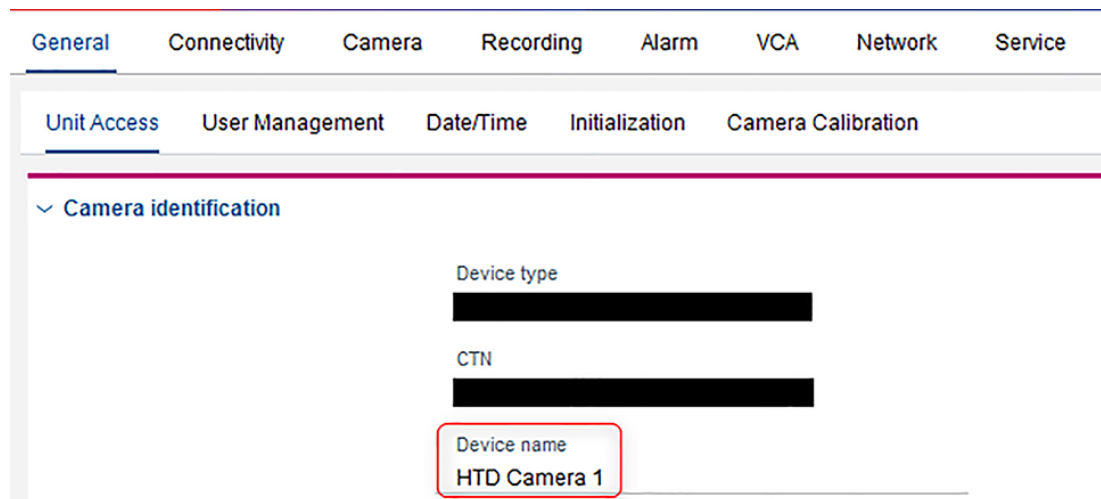 General Connectivity Camera Recording Alarm VCA Network Service
Unit Access User Management Date/Time Initialization Camera Calibration
Camera identification
Device type
CTN
Device name
HTD Camera 1